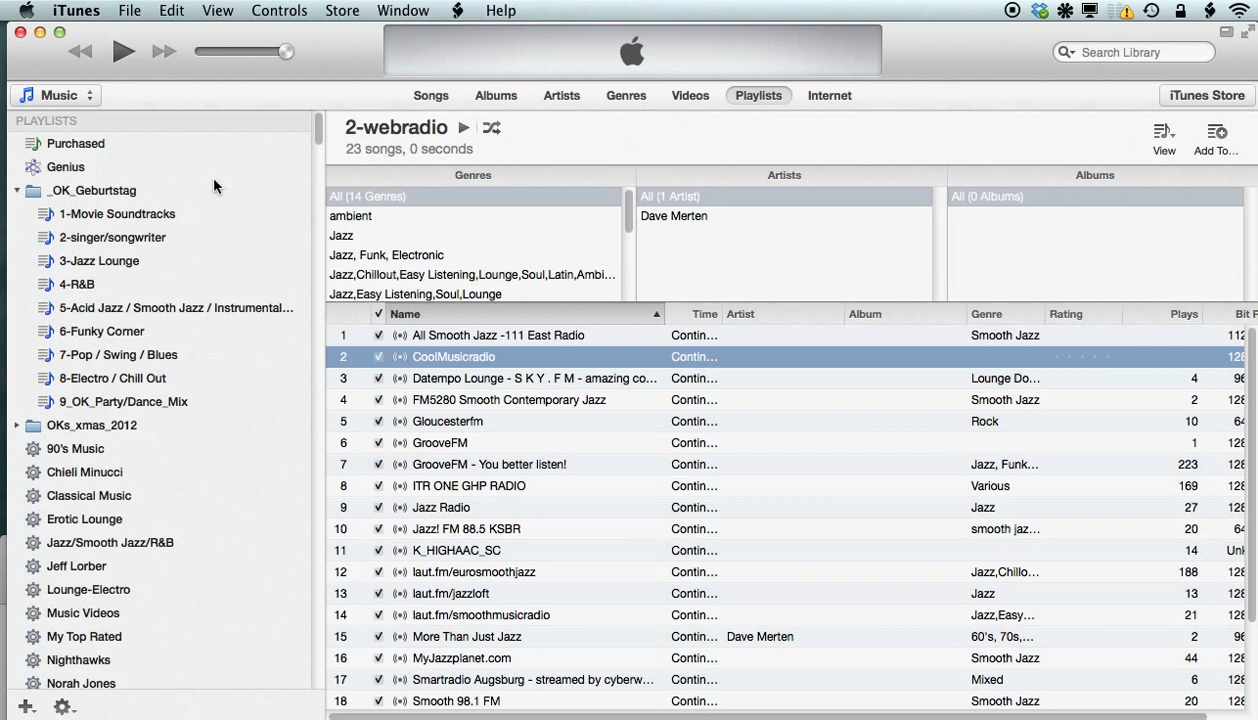 iTunes File Edit View Controls Store Window Help
Search Library
Music Songs Albums Artists Genres Videos Playlists Internet iTunes Store
PLAYLISTS
Purchased
Genius
_OK_Geburtstag
1-Movie Soundtracks
2-singer/songwriter
3-Jazz Lounge
4-R&B
5-Acid Jazz / Smooth Jazz / Instrumental...
6-Funky Corner
7-Pop / Swing / Blues
8-Electro / Chill Out
9_OK_Party/Dance_Mix
OKs_xmas_2012
90's Music
Chieli Minucci
Classical Music
Erotic Lounge
Jazz/Smooth Jazz/R&B
Jeff Lorber
Lounge-Electro
Music Videos
My Top Rated
Nighthawks
Norah Jones
2-webradio
23 songs, 0 seconds
View Add To...
Genres Artists Albums
All (14 Genres) All (1 Artist) All (0 Albums)
ambient Dave Merten
Jazz
Jazz, Funk, Electronic
Jazz,Chillout,Easy Listening,Lounge,Soul,Latin,Ambi...
Jazz,Easy Listening,Soul,Lounge
Name Time Artist Album Genre Rating Plays Bit F
1 All Smooth Jazz -111 East Radio Contin... Smooth Jazz 112
2 CoolMusicradio Contin... 128
3 Datempo Lounge - S K Y . F M - amazing co... Contin... Lounge Do... 4 96
4 FM5280 Smooth Contemporary Jazz Contin... Smooth Jazz 2 128
5 Gloucesterfm Contin... Rock 10 64
6 GrooveFM Contin... 1 128
7 GrooveFM - You better listen! Contin... Jazz, Funk... 223 128
8 ITR ONE GHP RADIO Contin... Various 169 128
9 Jazz Radio Contin... Jazz 27 128
10 Jazz! FM 88.5 KSBR Contin... smooth jaz... 20 64
11 K_HIGHAAC_SC Contin... 14 Unk
12 laut.fm/eurosmoothjazz Contin... Jazz,Chillo... 188 128
13 laut.fm/jazzloft Contin... Jazz 13 128
14 laut.fm/smoothmusicradio Contin... Jazz,Easy... 21 128
15 More Than Just Jazz Contin... Dave Merten 60's, 70s,... 2 96
16 MyJazzplanet.com Contin... Smooth Jazz 44 128
17 Smartradio Augsburg - streamed by cyberw... Contin... Mixed 6 128
18 Smooth 98.1 FM Contin... Smooth Jazz 20 128